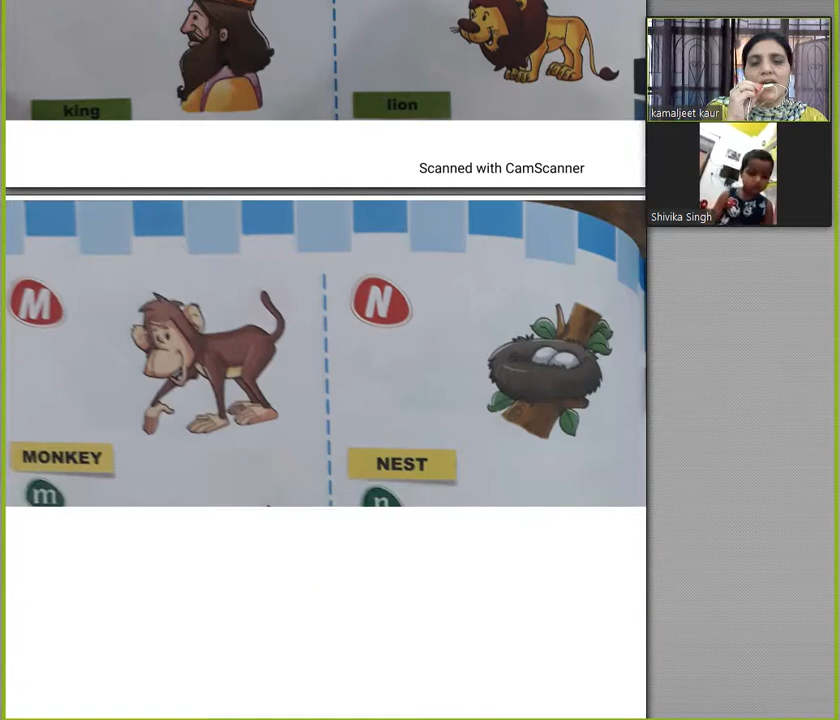 king
lion
Scanned with CamScanner
M
N
MONKEY
NEST
m
n
kamaljeet kaur
Shivika Singh